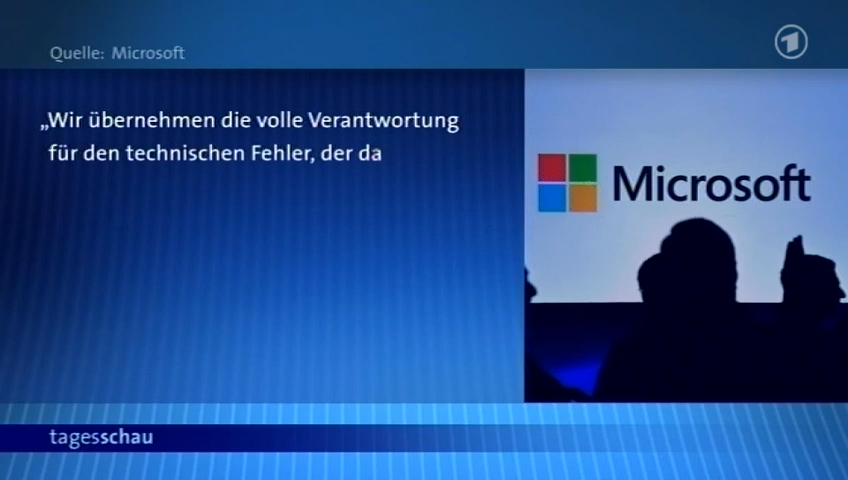 Quelle: Microsoft
„Wir übernehmen die volle Verantwortung
für den technischen Fehler, der da
Microsoft
tagesschau